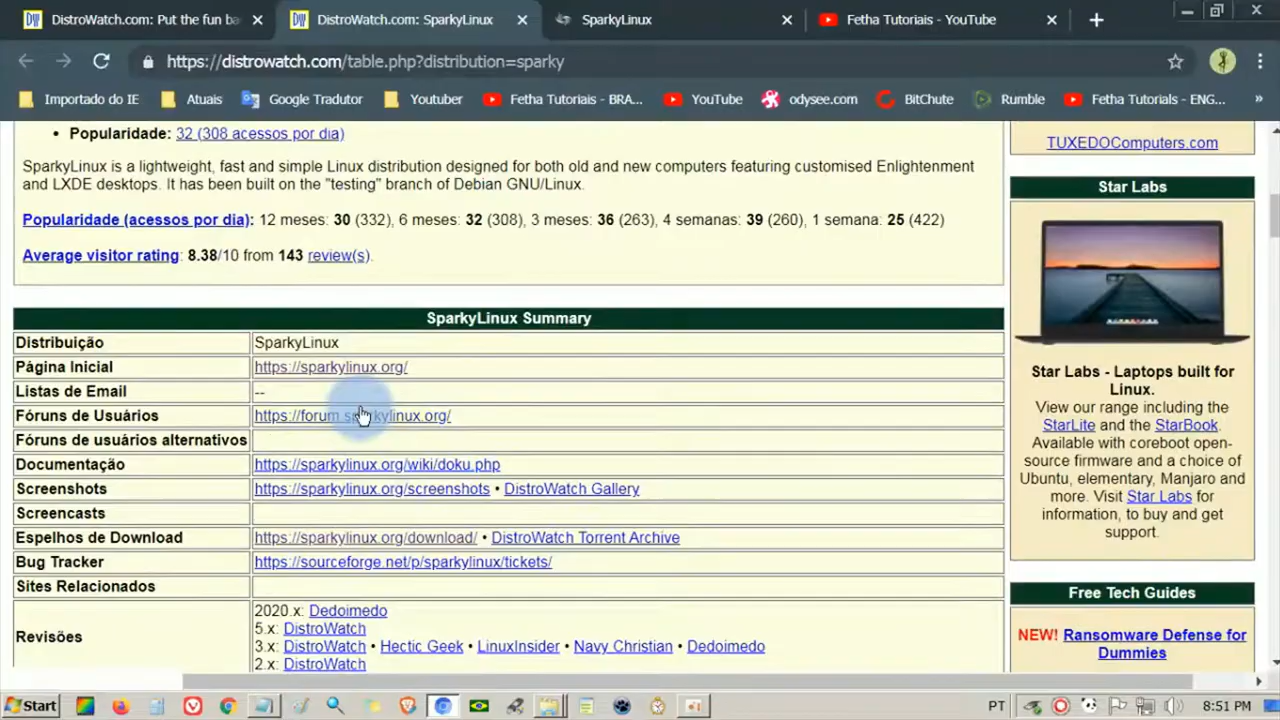 DistroWatch.com: Put the fun ba
DistroWatch.com: SparkyLinux
SparkyLinux
Fetha Tutoriais - YouTube
https://distrowatch.com/table.php?distribution=sparky
Importado do IE
Atuais
Google Tradutor
Youtuber
Fetha Tutoriais - BRA...
YouTube
odysee.com
BitChute
Rumble
Fetha Tutorials - ENG...
»
• Popularidade: 32 (308 acessos por dia)
SparkyLinux is a lightweight, fast and simple Linux distribution designed for both old and new computers featuring customised Enlightenment
and LXDE desktops. It has been built on the "testing" branch of Debian GNU/Linux.
Popularidade (acessos por dia): 12 meses: 30 (332), 6 meses: 32 (308), 3 meses: 36 (263), 4 semanas: 39 (260), 1 semana: 25 (422)
Average visitor rating: 8.38/10 from 143 review(s).
SparkyLinux Summary
Distribuição SparkyLinux
Página Inicial https://sparkylinux.org/
Listas de Email --
Fóruns de Usuários https://forum.sparkylinux.org/
Fóruns de usuários alternativos
Documentação https://sparkylinux.org/wiki/doku.php
Screenshots https://sparkylinux.org/screenshots • DistroWatch Gallery
Screencasts
Espelhos de Download https://sparkylinux.org/download/ • DistroWatch Torrent Archive
Bug Tracker https://sourceforge.net/p/sparkylinux/tickets/
Sites Relacionados
Revisões
2020.x: Dedoimedo
5.x: DistroWatch
3.x: DistroWatch • Hectic Geek • LinuxInsider • Navy Christian • Dedoimedo
2.x: DistroWatch
TUXEDOComputers.com
Star Labs
Star Labs - Laptops built for
Linux.
View our range including the
StarLite and the StarBook.
Available with coreboot open-
source firmware and a choice of
Ubuntu, elementary, Manjaro and
more. Visit Star Labs for
information, to buy and get
support.
Free Tech Guides
NEW! Ransomware Defense for
Dummies
Start
PT
8:51 PM